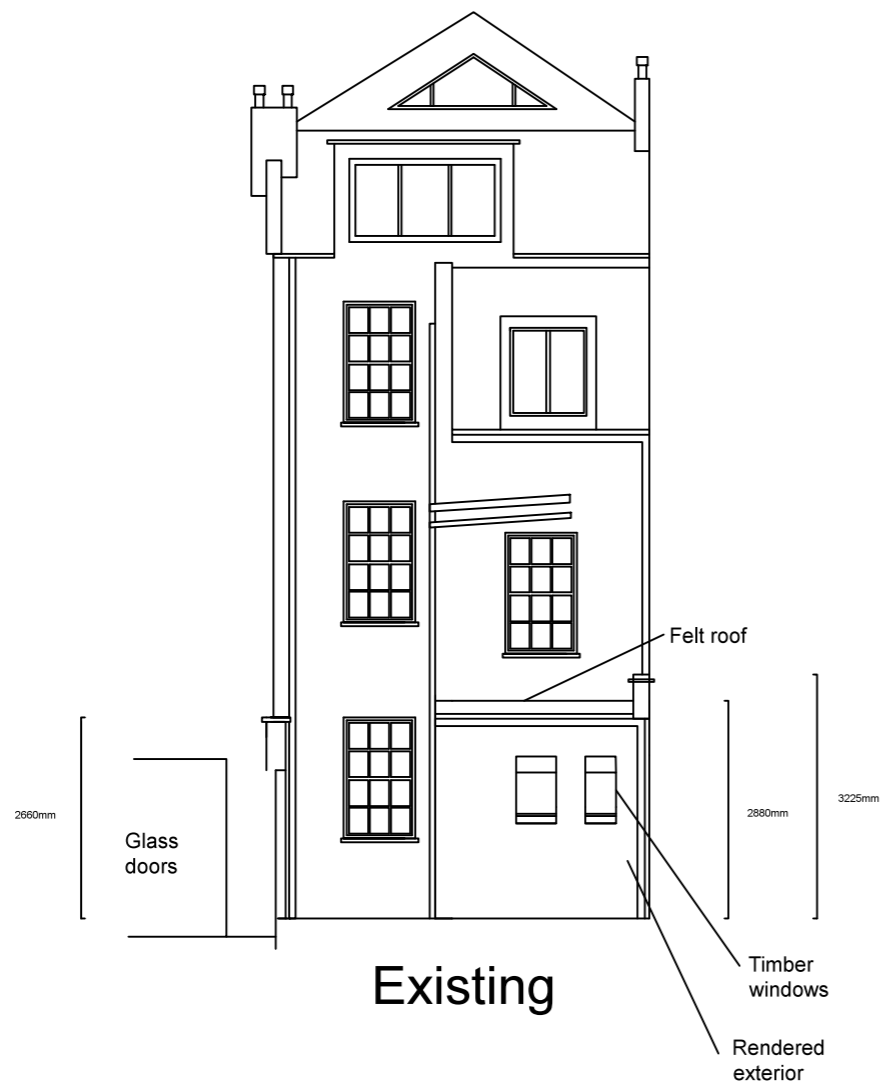 Felt roof
3225mm
2660mm
2880mm
Glass
doors
Timber
windows
Existing
Rendered
exterior